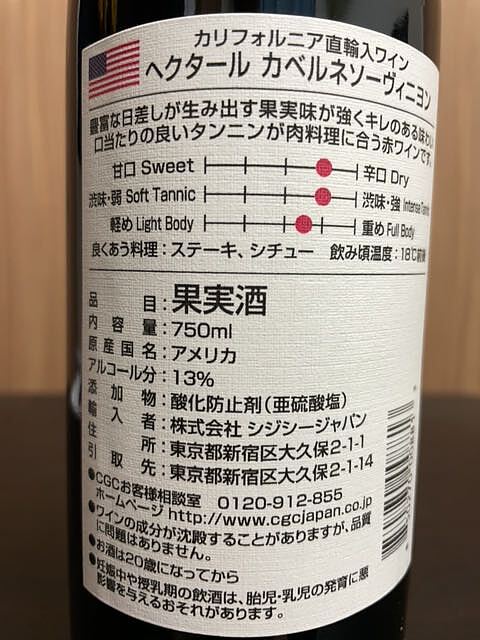 カリフォルニア直輸入ワイン
ヘクタール カベルネソーヴィニヨン
豊富な日差しが生み出す果実味が強くキレのある味わい
口当たりの良いタンニンが肉料理に合う赤ワインです。
甘口 Sweet 辛口 Dry
渋味・弱 Soft Tannic 渋味・強 Intense Tannic
軽め Light Body 重め Full Body
良くあう料理：ステーキ、シチュー 飲み頃温度：18℃前後
品目：果実酒
内容量：750ml
原産国名：アメリカ
アルコール分：13%
添加物：酸化防止剤（亜硫酸塩）
輸入者：株式会社 シジシージャパン
住所：東京都新宿区大久保2-1-1
引取先：東京都新宿区大久保2-1-14
●CGCお客様相談室 0120-912-855
ホームページ http://www.cgcjapan.co.jp
●ワインの成分が沈殿することがありますが、品質
に問題はありません。
●お酒は20歳になってから
●妊娠中や授乳期の飲酒は、胎児・乳児の発育に悪
影響を与えるおそれがあります。